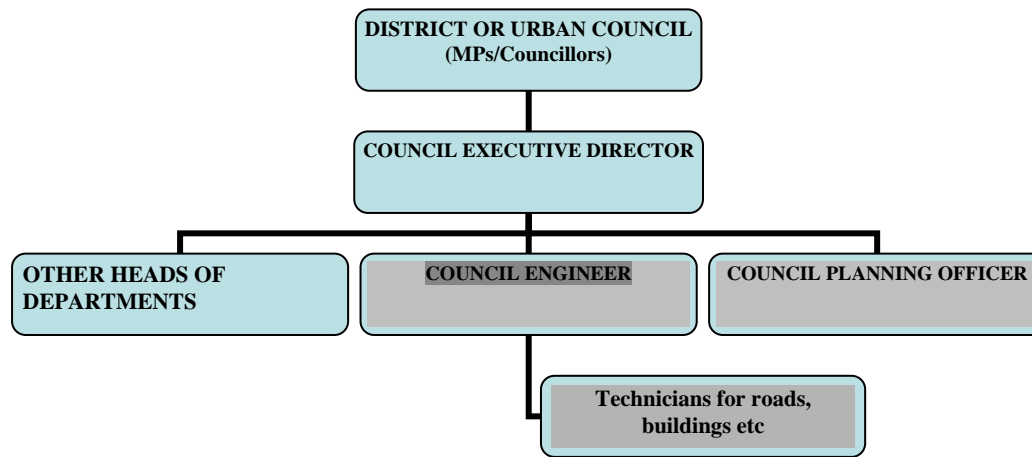 DISTRICT OR URBAN COUNCIL
(MPs/Councillors)
COUNCIL EXECUTIVE DIRECTOR
OTHER HEADS OF
DEPARTMENTS
COUNCIL ENGINEER
COUNCIL PLANNING OFFICER
Technicians for roads,
buildings etc